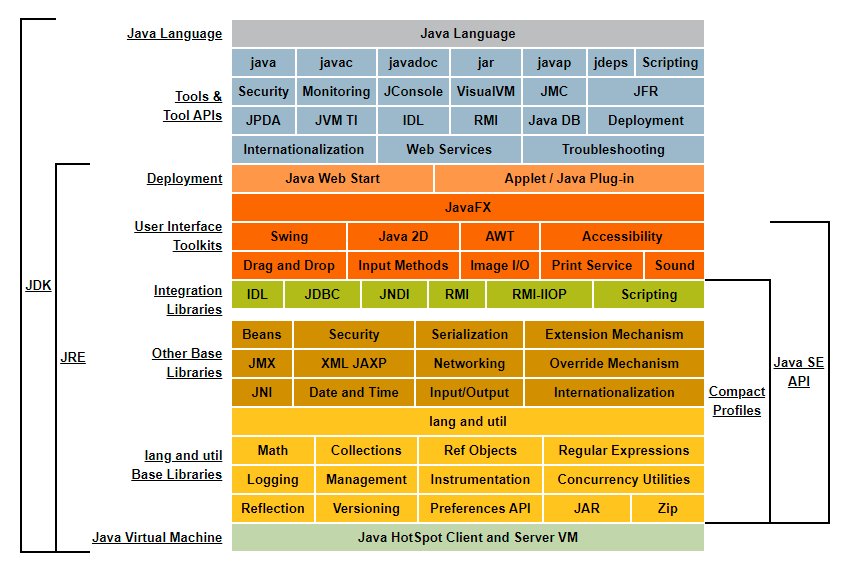 Java Language
Java Language
java javac javadoc jar javap jdeps Scripting
Tools &
Tool APIs
Security Monitoring JConsole VisualVM JMC JFR
JPDA JVM TI IDL RMI Java DB Deployment
Internationalization Web Services Troubleshooting
Deployment
Java Web Start Applet / Java Plug-in
JavaFX
User Interface
Toolkits
Swing Java 2D AWT Accessibility
Drag and Drop Input Methods Image I/O Print Service Sound
Integration
Libraries
IDL JDBC JNDI RMI RMI-IIOP Scripting
JDK
JRE
Other Base
Libraries
Beans Security Serialization Extension Mechanism
JMX XML JAXP Networking Override Mechanism
JNI Date and Time Input/Output Internationalization
Java SE
API
Compact
Profiles
lang and util
lang and util
Base Libraries
Math Collections Ref Objects Regular Expressions
Logging Management Instrumentation Concurrency Utilities
Reflection Versioning Preferences API JAR Zip
Java Virtual Machine
Java HotSpot Client and Server VM